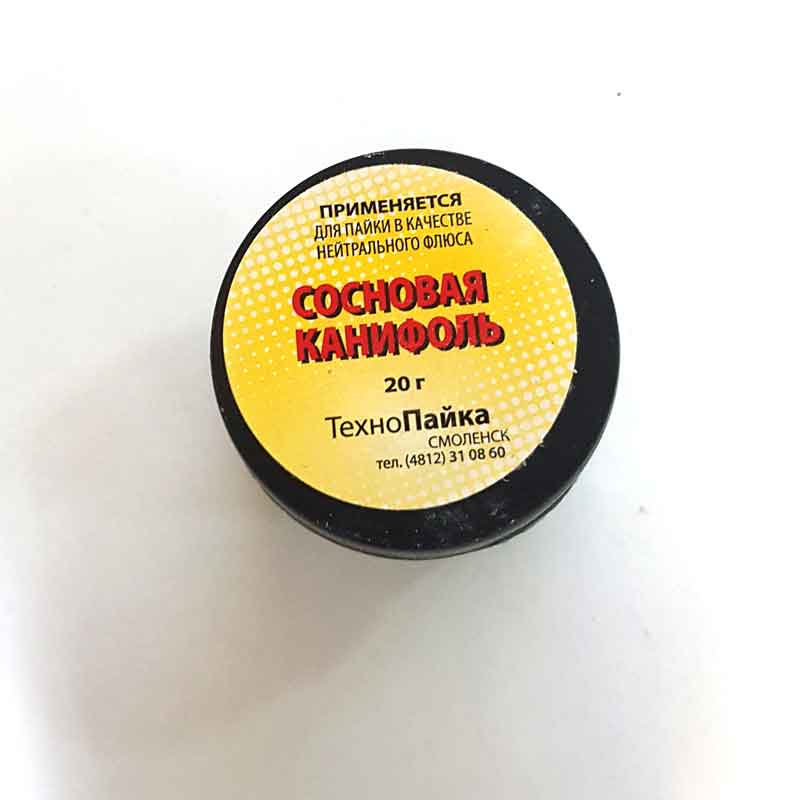 ПРИМЕНЯЕТСЯ
ДЛЯ ПАЙКИ В КАЧЕСТВЕ
НЕЙТРАЛЬНОГО ФЛЮСА
СОСНОВАЯ
КАНИФОЛЬ
20 г
ТехноПайка
СМОЛЕНСК
тел. (4812) 31 08 60